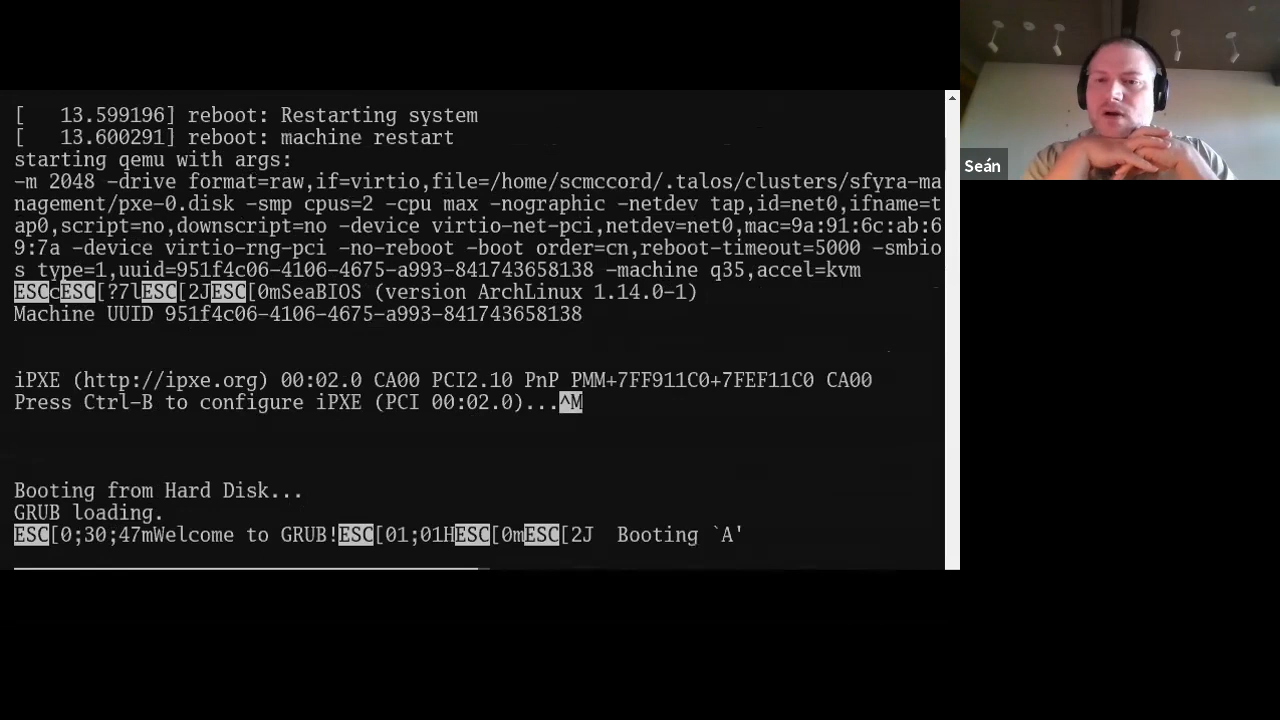 [   13.599196] reboot: Restarting system
[   13.600291] reboot: machine restart
starting qemu with args:
-m 2048 -drive format=raw,if=virtio,file=/home/scmccord/.talos/clusters/sfyra-ma
nagement/pxe-0.disk -smp cpus=2 -cpu max -nographic -netdev tap,id=net0,ifname=t
ap0,script=no,downscript=no -device virtio-net-pci,netdev=net0,mac=9a:91:6c:ab:6
9:7a -device virtio-rng-pci -no-reboot -boot order=cn,reboot-timeout=5000 -smbio
s type=1,uuid=951f4c06-4106-4675-a993-841743658138 -machine q35,accel=kvm
ESCcESC[?7lESC[2JESC[0mSeaBIOS (version ArchLinux 1.14.0-1)
Machine UUID 951f4c06-4106-4675-a993-841743658138
iPXE (http://ipxe.org) 00:02.0 CA00 PCI2.10 PnP PMM+7FF911C0+7FEF11C0 CA00
Press Ctrl-B to configure iPXE (PCI 00:02.0)...^M
Booting from Hard Disk...
GRUB loading.
ESC[0;30;47mWelcome to GRUB!ESC[01;01HESC[0mESC[2J  Booting `A'
Seán